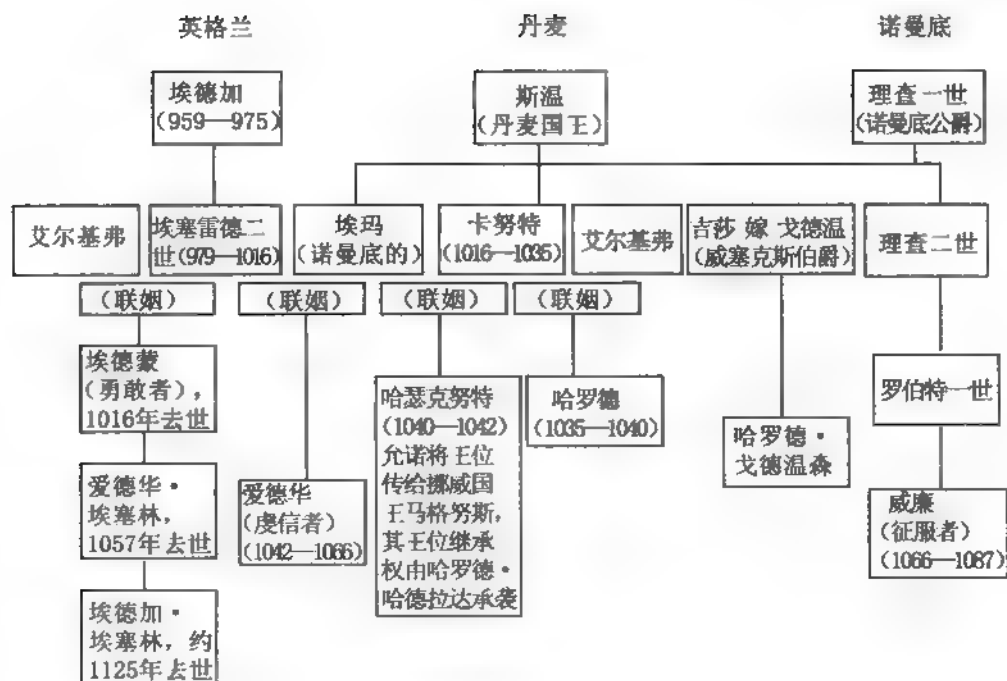 英格兰
丹麦
诺曼底
埃德加
(959—975)
斯温
(丹麦国王)
理查一世
(诺曼底公爵)
艾尔基弗
埃塞雷德二
世(979—1016)
埃玛
(诺曼底的)
卡努特
(1016—1035)
艾尔基弗
吉莎 嫁 戈德温
(威塞克斯伯爵)
理查二世
(联姻)
(联姻)
(联姻)
(联姻)
埃德蒙
(勇敢者),
1016年去世
哈瑟克努特
(1040—1042)
允诺将王位
传给挪威国
王马格努斯,
其王位继承
权由哈罗德·
哈德拉达承袭
哈罗德
(1035—1040)
哈罗德·
戈德温森
罗伯特一世
爱德华·
埃塞林,
1057年去世
爱德华
(虔信者)
(1042—1066)
威廉
(征服者)
(1066—1087)
埃德加·
埃塞林, 约
1125年去世